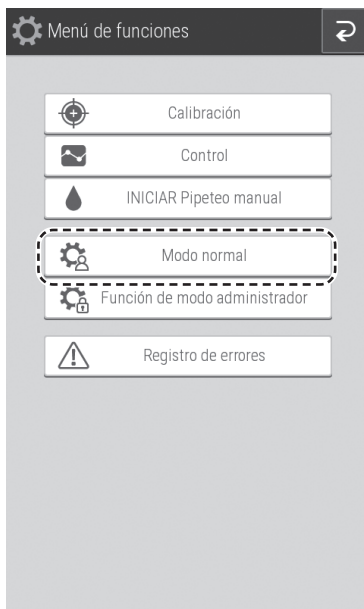 Menú de funciones
Calibración
Control
INICIAR Pipeteo manual
Modo normal
Función de modo administrador
Registro de errores